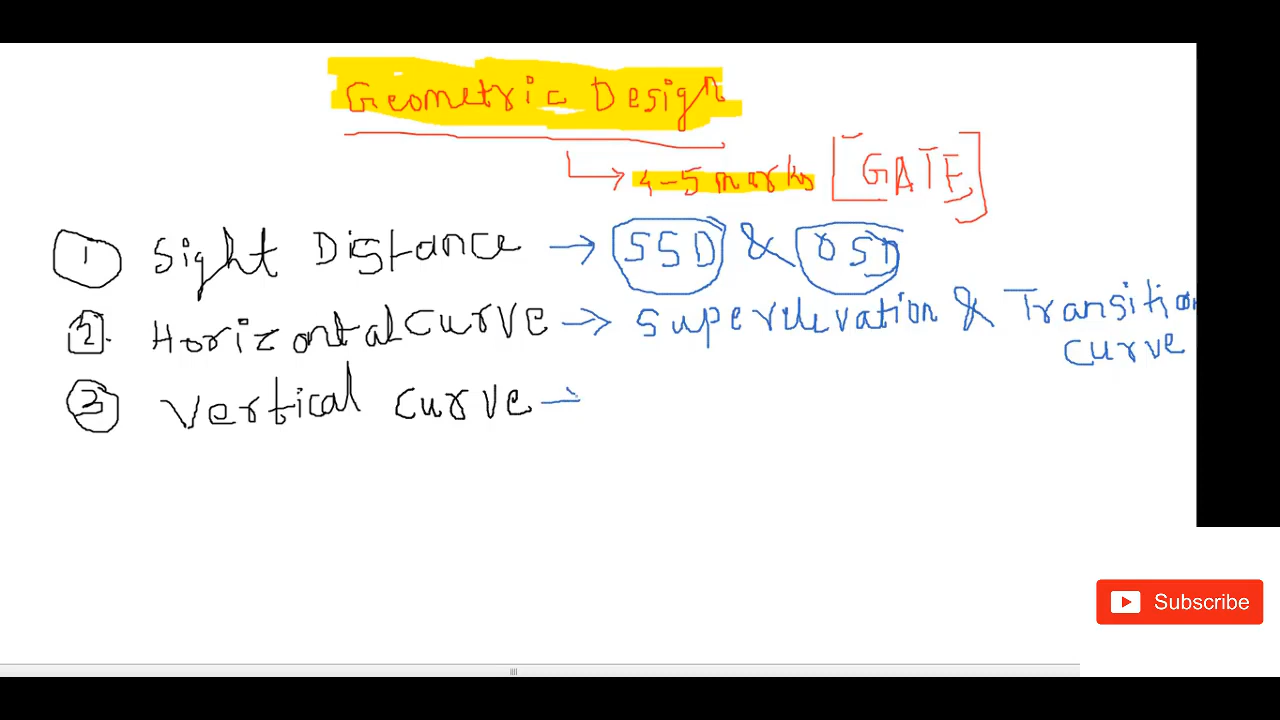 Geometric Design
→ 4-5 marks [GATE]
1 Sight Distance → SSD & OSD
2 Horizontal curve → Superelevation & Transition
curve
3 Vertical curve →
Subscribe